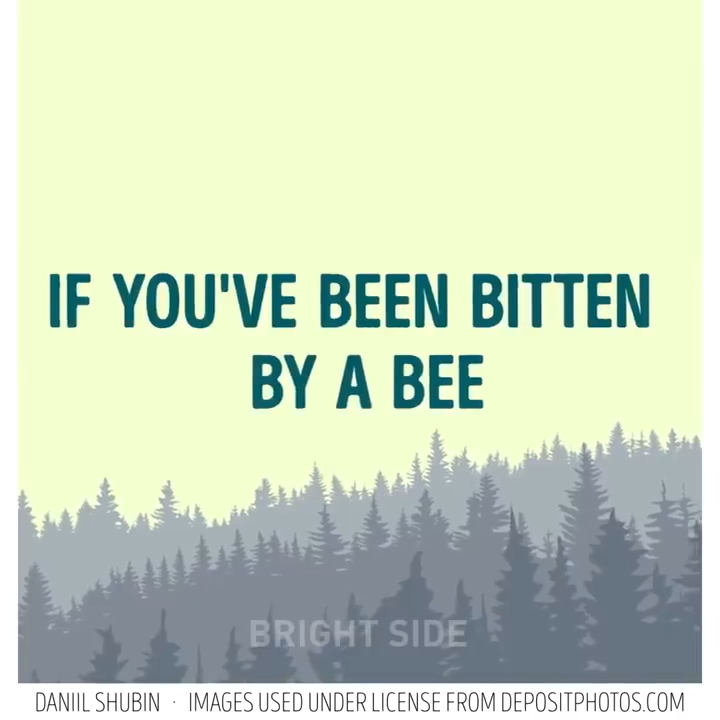 IF YOU'VE BEEN BITTEN
BY A BEE
BRIGHT SIDE
DANIIL SHUBIN · IMAGES USED UNDER LICENSE FROM DEPOSITPHOTOS.COM